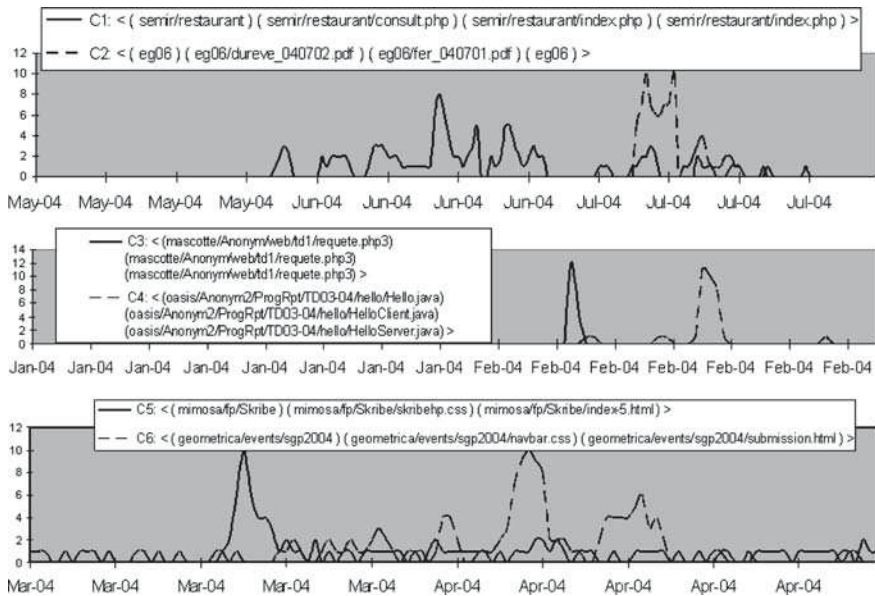 C1: < ( semir/restaurant ) ( semir/restaurant/consult.php ) ( semir/restaurant/index.php ) ( semir/restaurant/index.php ) >
C2: < ( eg06 ) ( eg06/dureve_040702.pdf ) ( eg06/fer_040701.pdf ) ( eg06 ) >
12
10
8
6
4
2
0
May-04 May-04 May-04 May-04 Jun-04 Jun-04 Jun-04 Jun-04 Jul-04 Jul-04 Jul-04 Jul-04
C3: < (mascotte/Anonym/web/td1/requete.php3)
(mascotte/Anonym/web/td1/requete.php3)
(mascotte/Anonym/web/td1/requete.php3) >
C4: < (oasis/Anonym2/ProgRpt/TD03-04/hello/Hello.java)
(oasis/Anonym2/ProgRpt/TD03-04/hello/HelloClient.java)
(oasis/Anonym2/ProgRpt/TD03-04/hello/HelloServer.java) >
14
12
10
8
6
4
2
0
Jan-04 Jan-04 Jan-04 Jan-04 Jan-04 Jan-04 Jan-04 Jan-04 Feb-04 Feb-04 Feb-04 Feb-04 Feb-04 Feb-04 Feb-04
C5: < ( mimosa/fp/Skribe ) ( mimosa/fp/Skribe/skribehp.css ) ( mimosa/fp/Skribe/index-5.html ) >
C6: < ( geometrica/events/sgp2004 ) ( geometrica/events/sgp2004/navbar.css ) ( geometrica/events/sgp2004/submission.html ) >
12
10
8
6
4
2
0
Mar-04 Mar-04 Mar-04 Mar-04 Mar-04 Apr-04 Apr-04 Apr-04 Apr-04 Apr-04